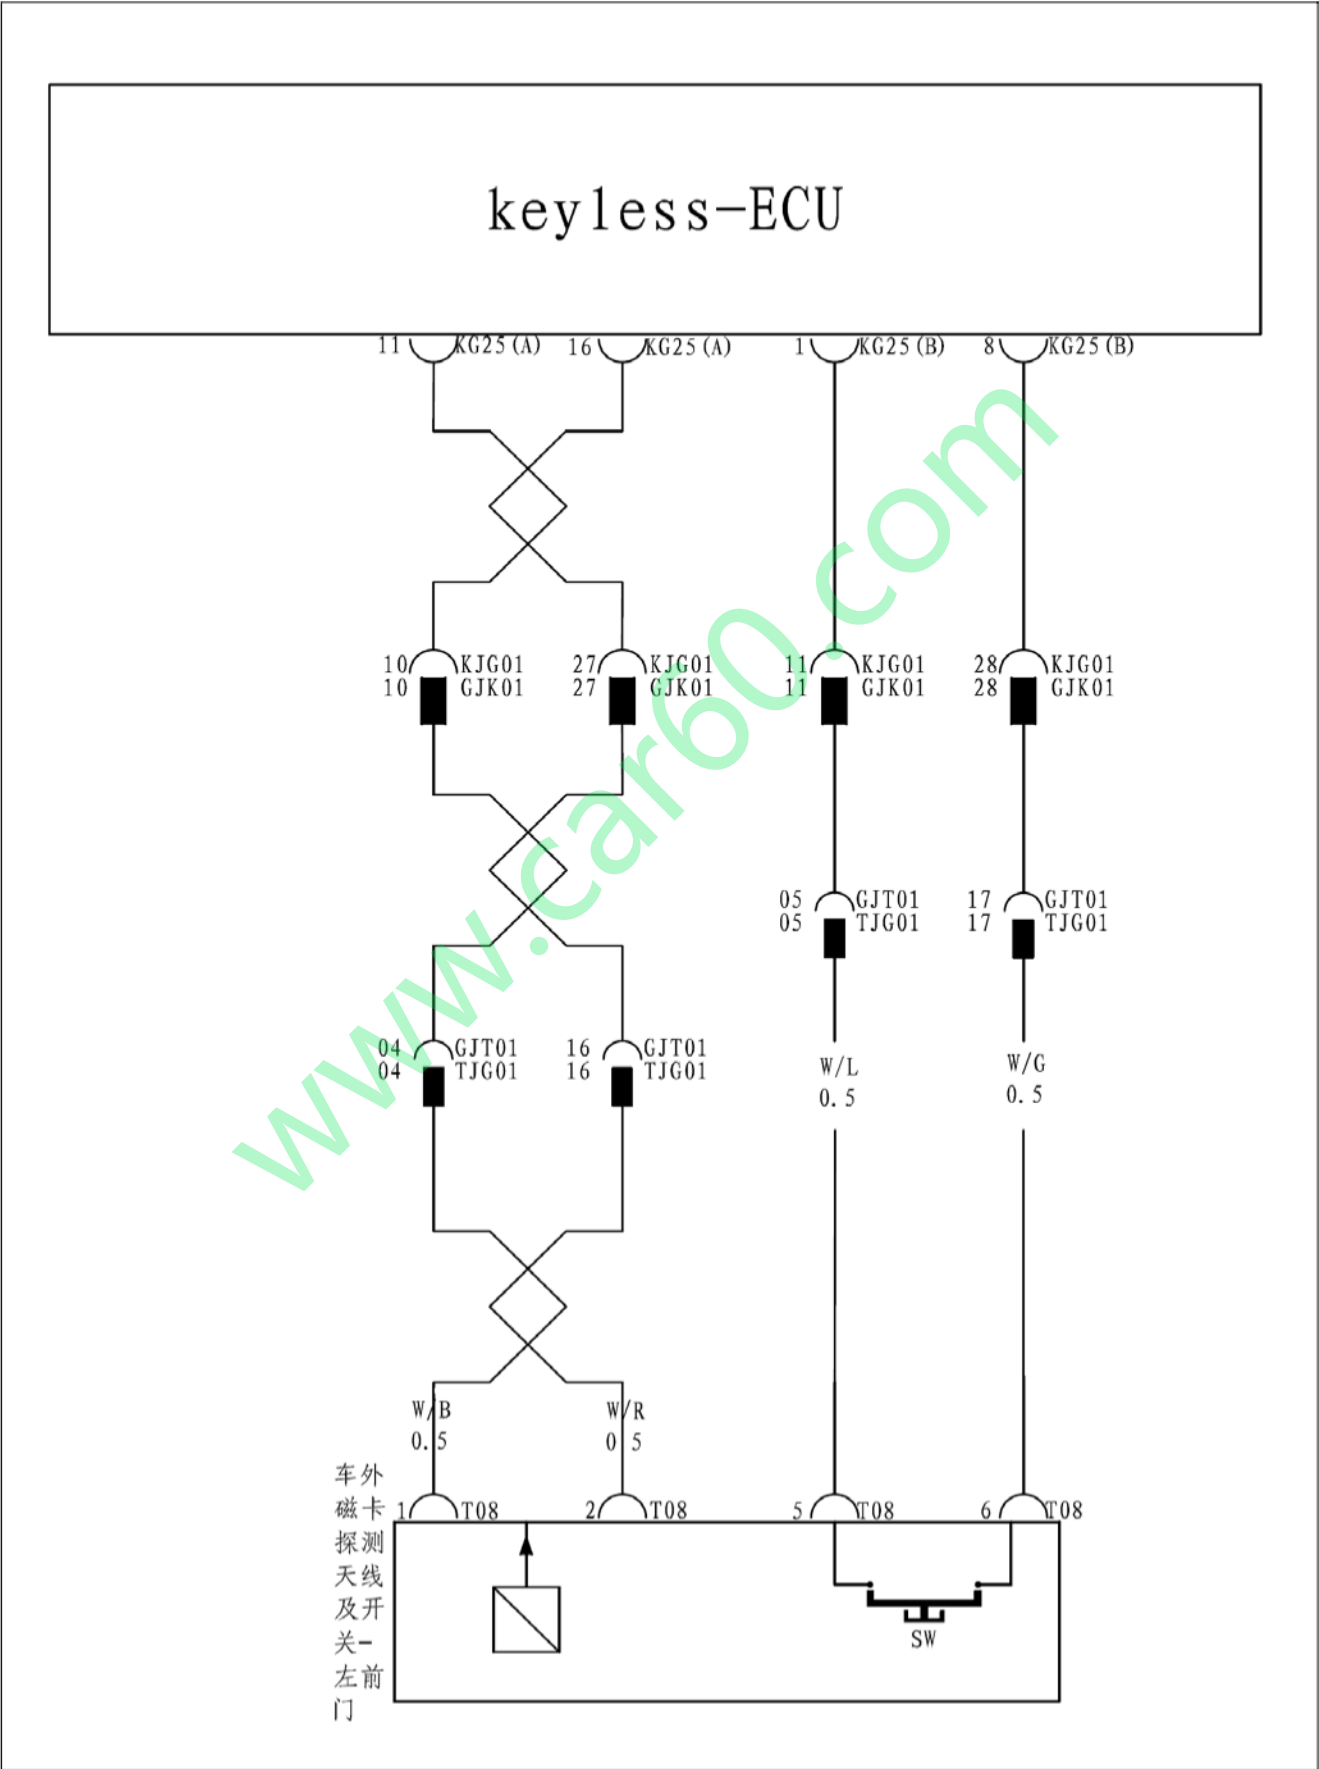 keyless-ECU
11 KG25(A) 16 KG25(A) 1 KG25(B) 8 KG25(B)
10 KJG01 27 KJG01 11 KJG01 28 KJG01
10 GJK01 27 GJK01 11 GJK01 28 GJK01
05 GJT01 17 GJT01
05 TJG01 17 TJG01
04 GJT01 16 GJT01
04 TJG01 16 TJG01
W/L W/G
0.5 0.5
W/B W/R
0.5 0.5
车外
磁卡
探测
天线
及开
关-
左前
门
1 T08 2 T08 5 T08 6 T08
SW
www.car60.com